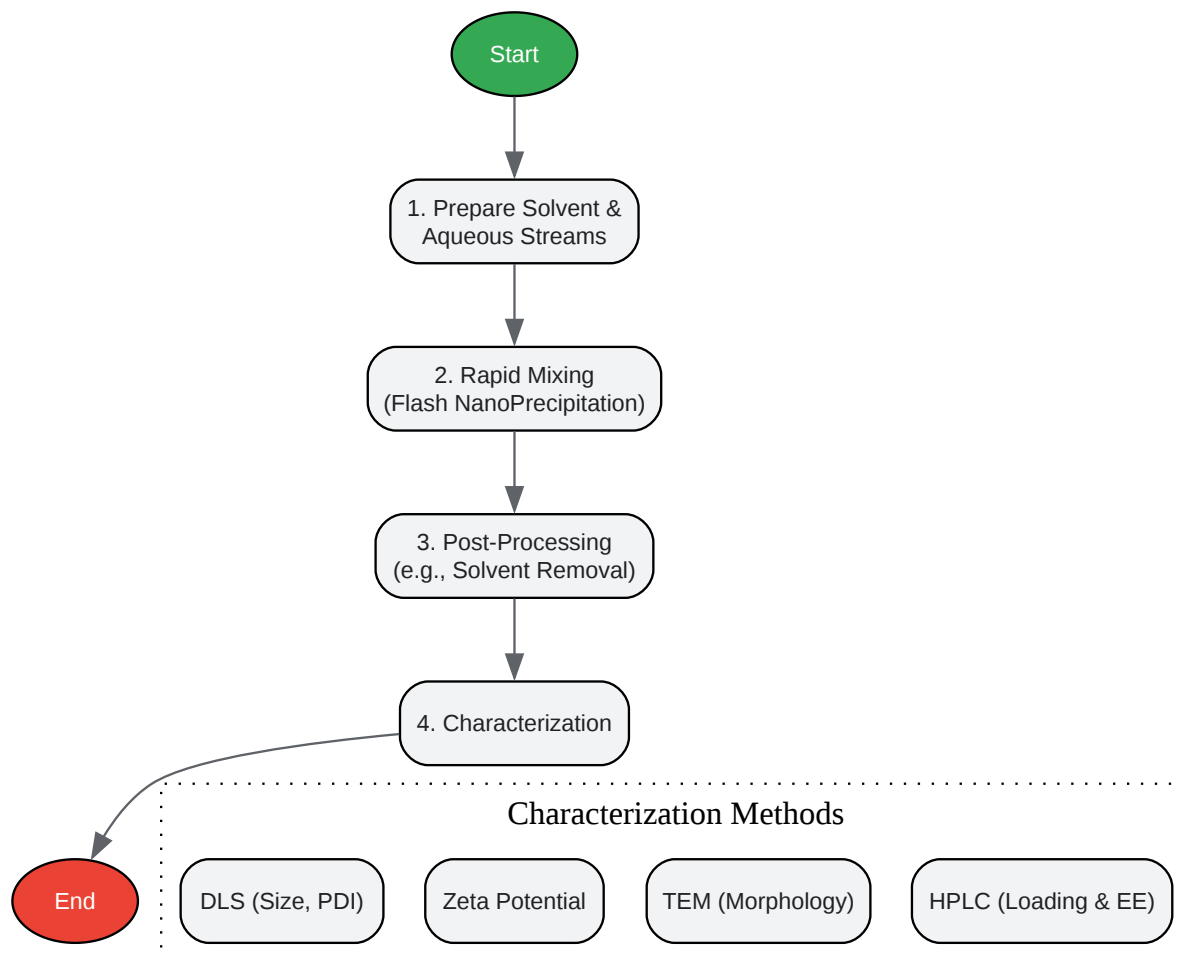 Start
1. Prepare Solvent &
Aqueous Streams
2. Rapid Mixing
(Flash NanoPrecipitation)
3. Post-Processing
(e.g., Solvent Removal)
4. Characterization
Characterization Methods
End
DLS (Size, PDI)
Zeta Potential
TEM (Morphology)
HPLC (Loading & EE)